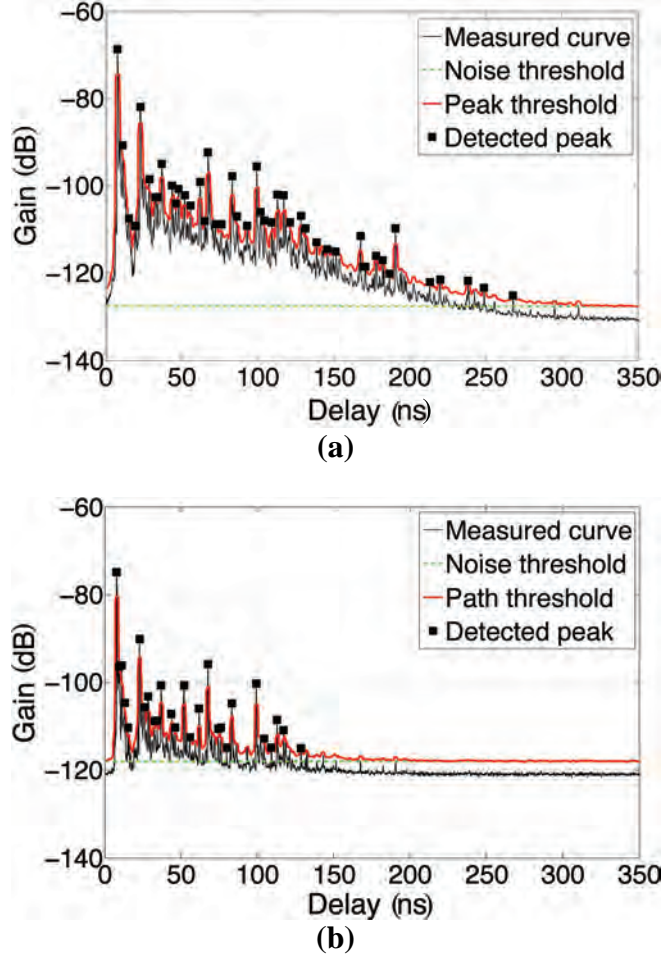 −60
−80
−100
−120
−140
Gain (dB)
Measured curve
Noise threshold
Peak threshold
Detected peak
0 50 100 150 200 250 300 350
Delay (ns)
(a)
−60
−80
−100
−120
−140
Gain (dB)
Measured curve
Noise threshold
Path threshold
Detected peak
0 50 100 150 200 250 300 350
Delay (ns)
(b)